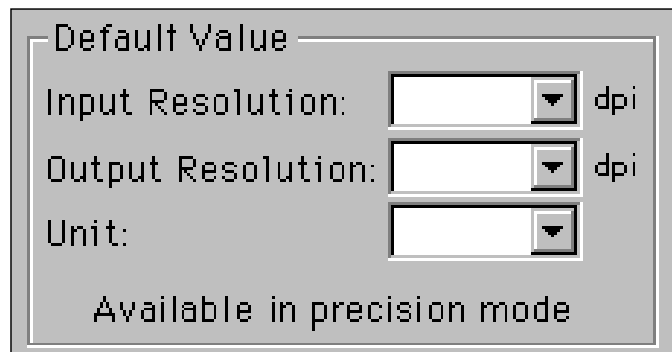 Default Value
Input Resolution: dpi
Output Resolution: dpi
Unit:
Available in precision mode